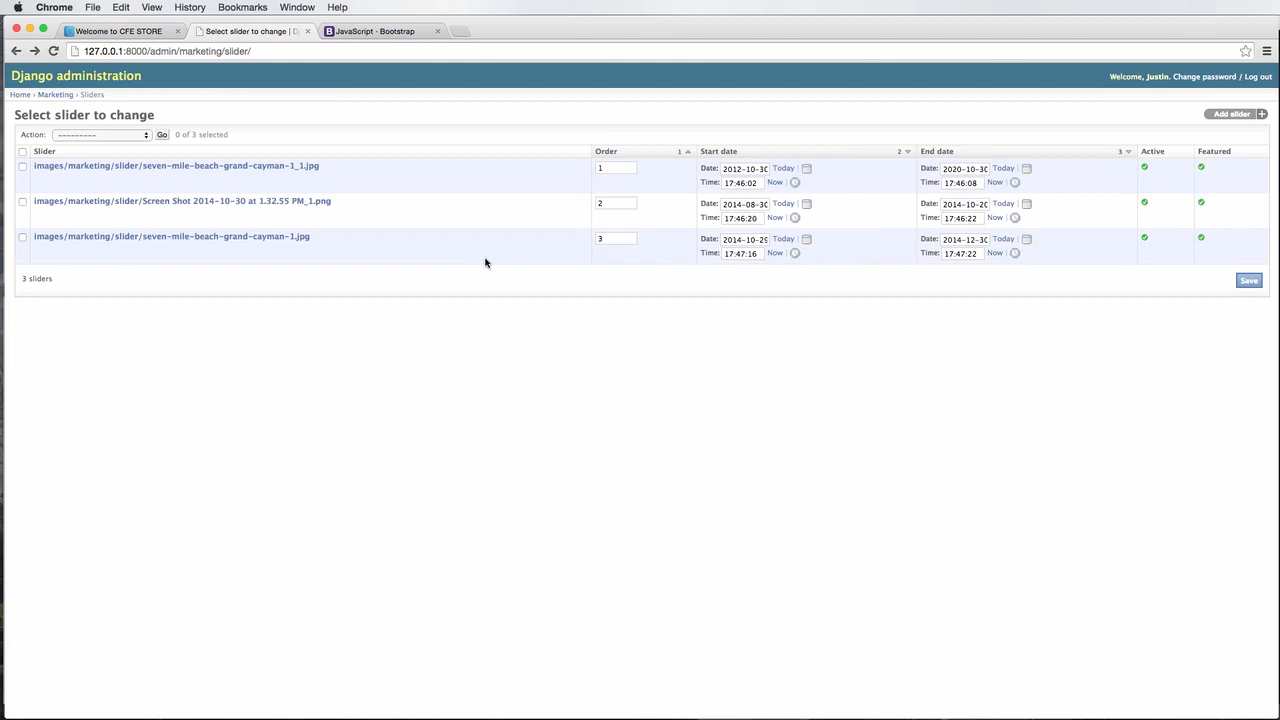 Chrome File Edit View History Bookmarks Window Help
Welcome to CFE STORE × Select slider to change | D × JavaScript - Bootstrap ×
127.0.0.1:8000/admin/marketing/slider/
Django administration
Welcome, Justin. Change password / Log out
Home › Marketing › Sliders
Select slider to change
Add slider +
Action: --------- Go 0 of 3 selected
Slider Order 1 Start date 2 End date 3 Active Featured
images/marketing/slider/seven-mile-beach-grand-cayman-1_1.jpg 1 Date: 2012-10-30 Today | Date: 2020-10-30 Today |
Time: 17:46:02 Now | Time: 17:46:08 Now |
images/marketing/slider/Screen Shot 2014-10-30 at 1.32.55 PM_1.png 2 Date: 2014-08-30 Today | Date: 2014-10-20 Today |
Time: 17:46:20 Now | Time: 17:46:22 Now |
images/marketing/slider/seven-mile-beach-grand-cayman-1.jpg 3 Date: 2014-10-29 Today | Date: 2014-12-30 Today |
Time: 17:47:16 Now | Time: 17:47:22 Now |
3 sliders
Save